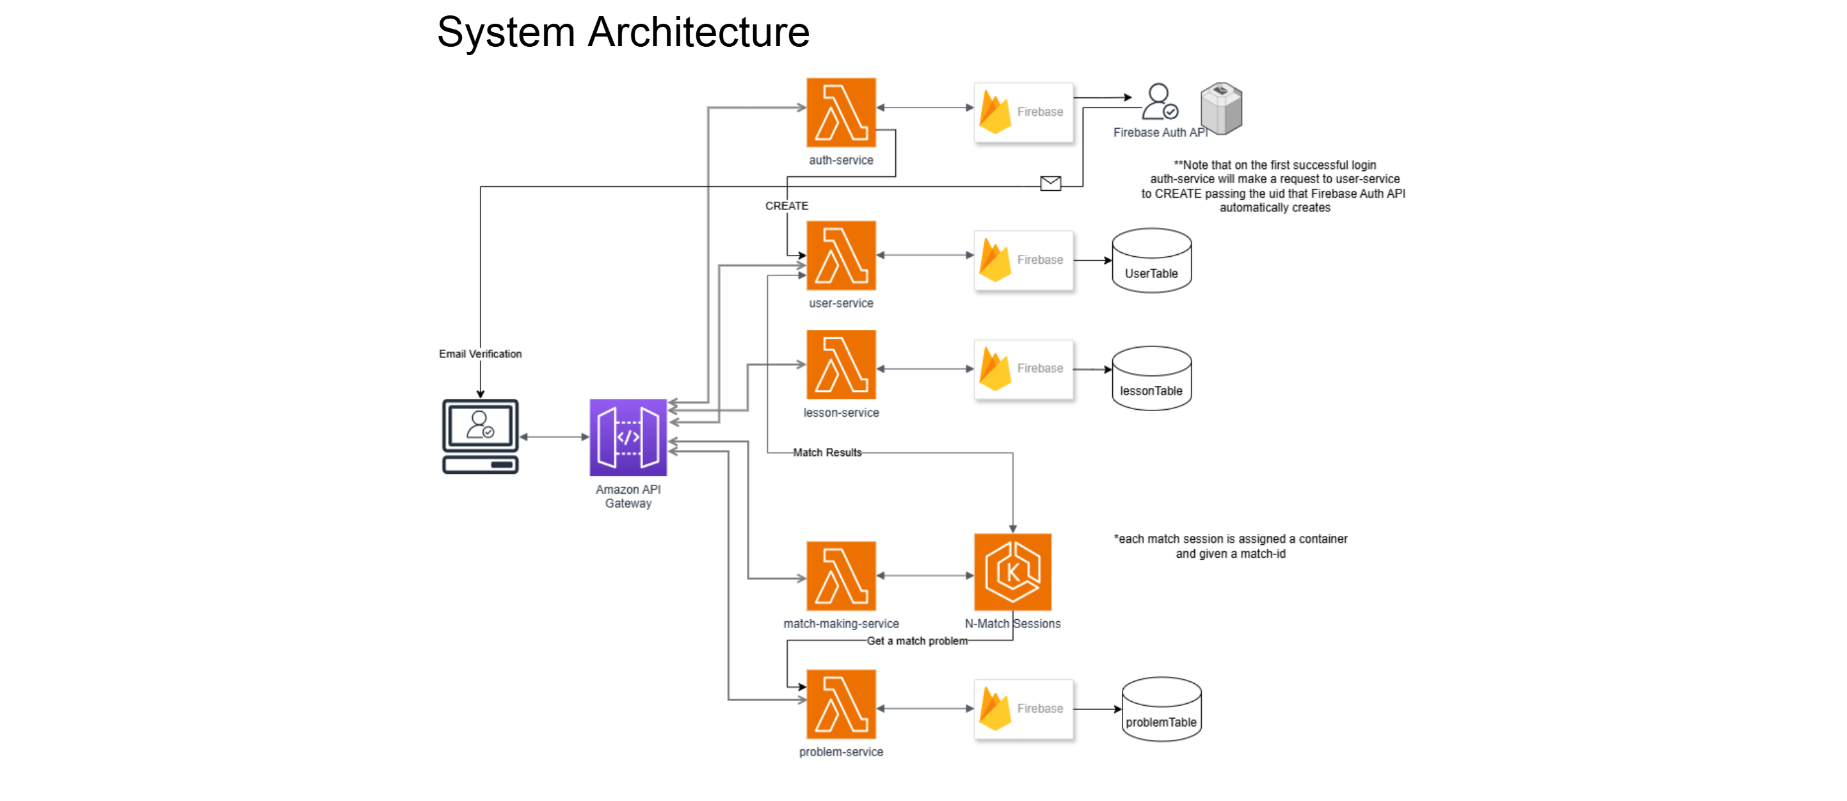 System Architecture
Firebase
Firebase Auth API
auth-service
**Note that on the first successful login
auth-service will make a request to user-service
to CREATE passing the uid that Firebase Auth API
automatically creates
CREATE
Firebase
UserTable
user-service
Email Verification
Firebase
lessonTable
lesson-service
Match Results
Amazon API
Gateway
*each match session is assigned a container
and given a match-id
K
match-making-service
N-Match Sessions
Get a match problem
Firebase
problemTable
problem-service